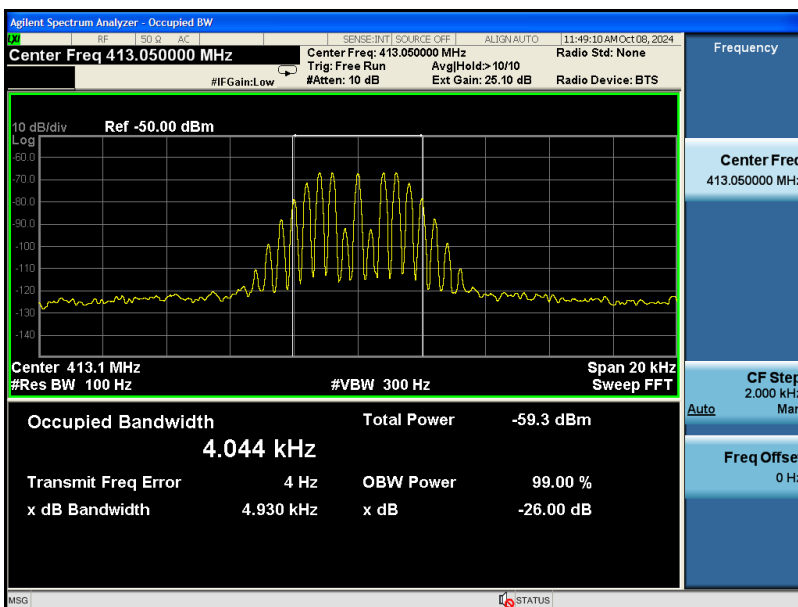 Agilent Spectrum Analyzer - Occupied BW
LXI RF 50 Ω AC SENSE:INT SOURCE OFF ALIGN AUTO 11:49:10 AM Oct 08, 2024
Center Freq 413.050000 MHz Center Freq: 413.050000 MHz Radio Std: None
Trig: Free Run Avg|Hold:> 10/10
#IFGain:Low #Atten: 10 dB Ext Gain: 25.10 dB Radio Device: BTS
10 dB/div Ref -50.00 dBm
Log
-60.0
-70.0
-80.0
-90.0
-100
-110
-120
-130
-140
Center 413.1 MHz Span 20 kHz
#Res BW 100 Hz #VBW 300 Hz Sweep FFT
Occupied Bandwidth Total Power -59.3 dBm
4.044 kHz
Transmit Freq Error 4 Hz OBW Power 99.00 %
x dB Bandwidth 4.930 kHz x dB -26.00 dB
MSG STATUS
Frequency
Center Freq
413.050000 MHz
CF Step
2.000 kHz
Auto Man
Freq Offset
0 Hz